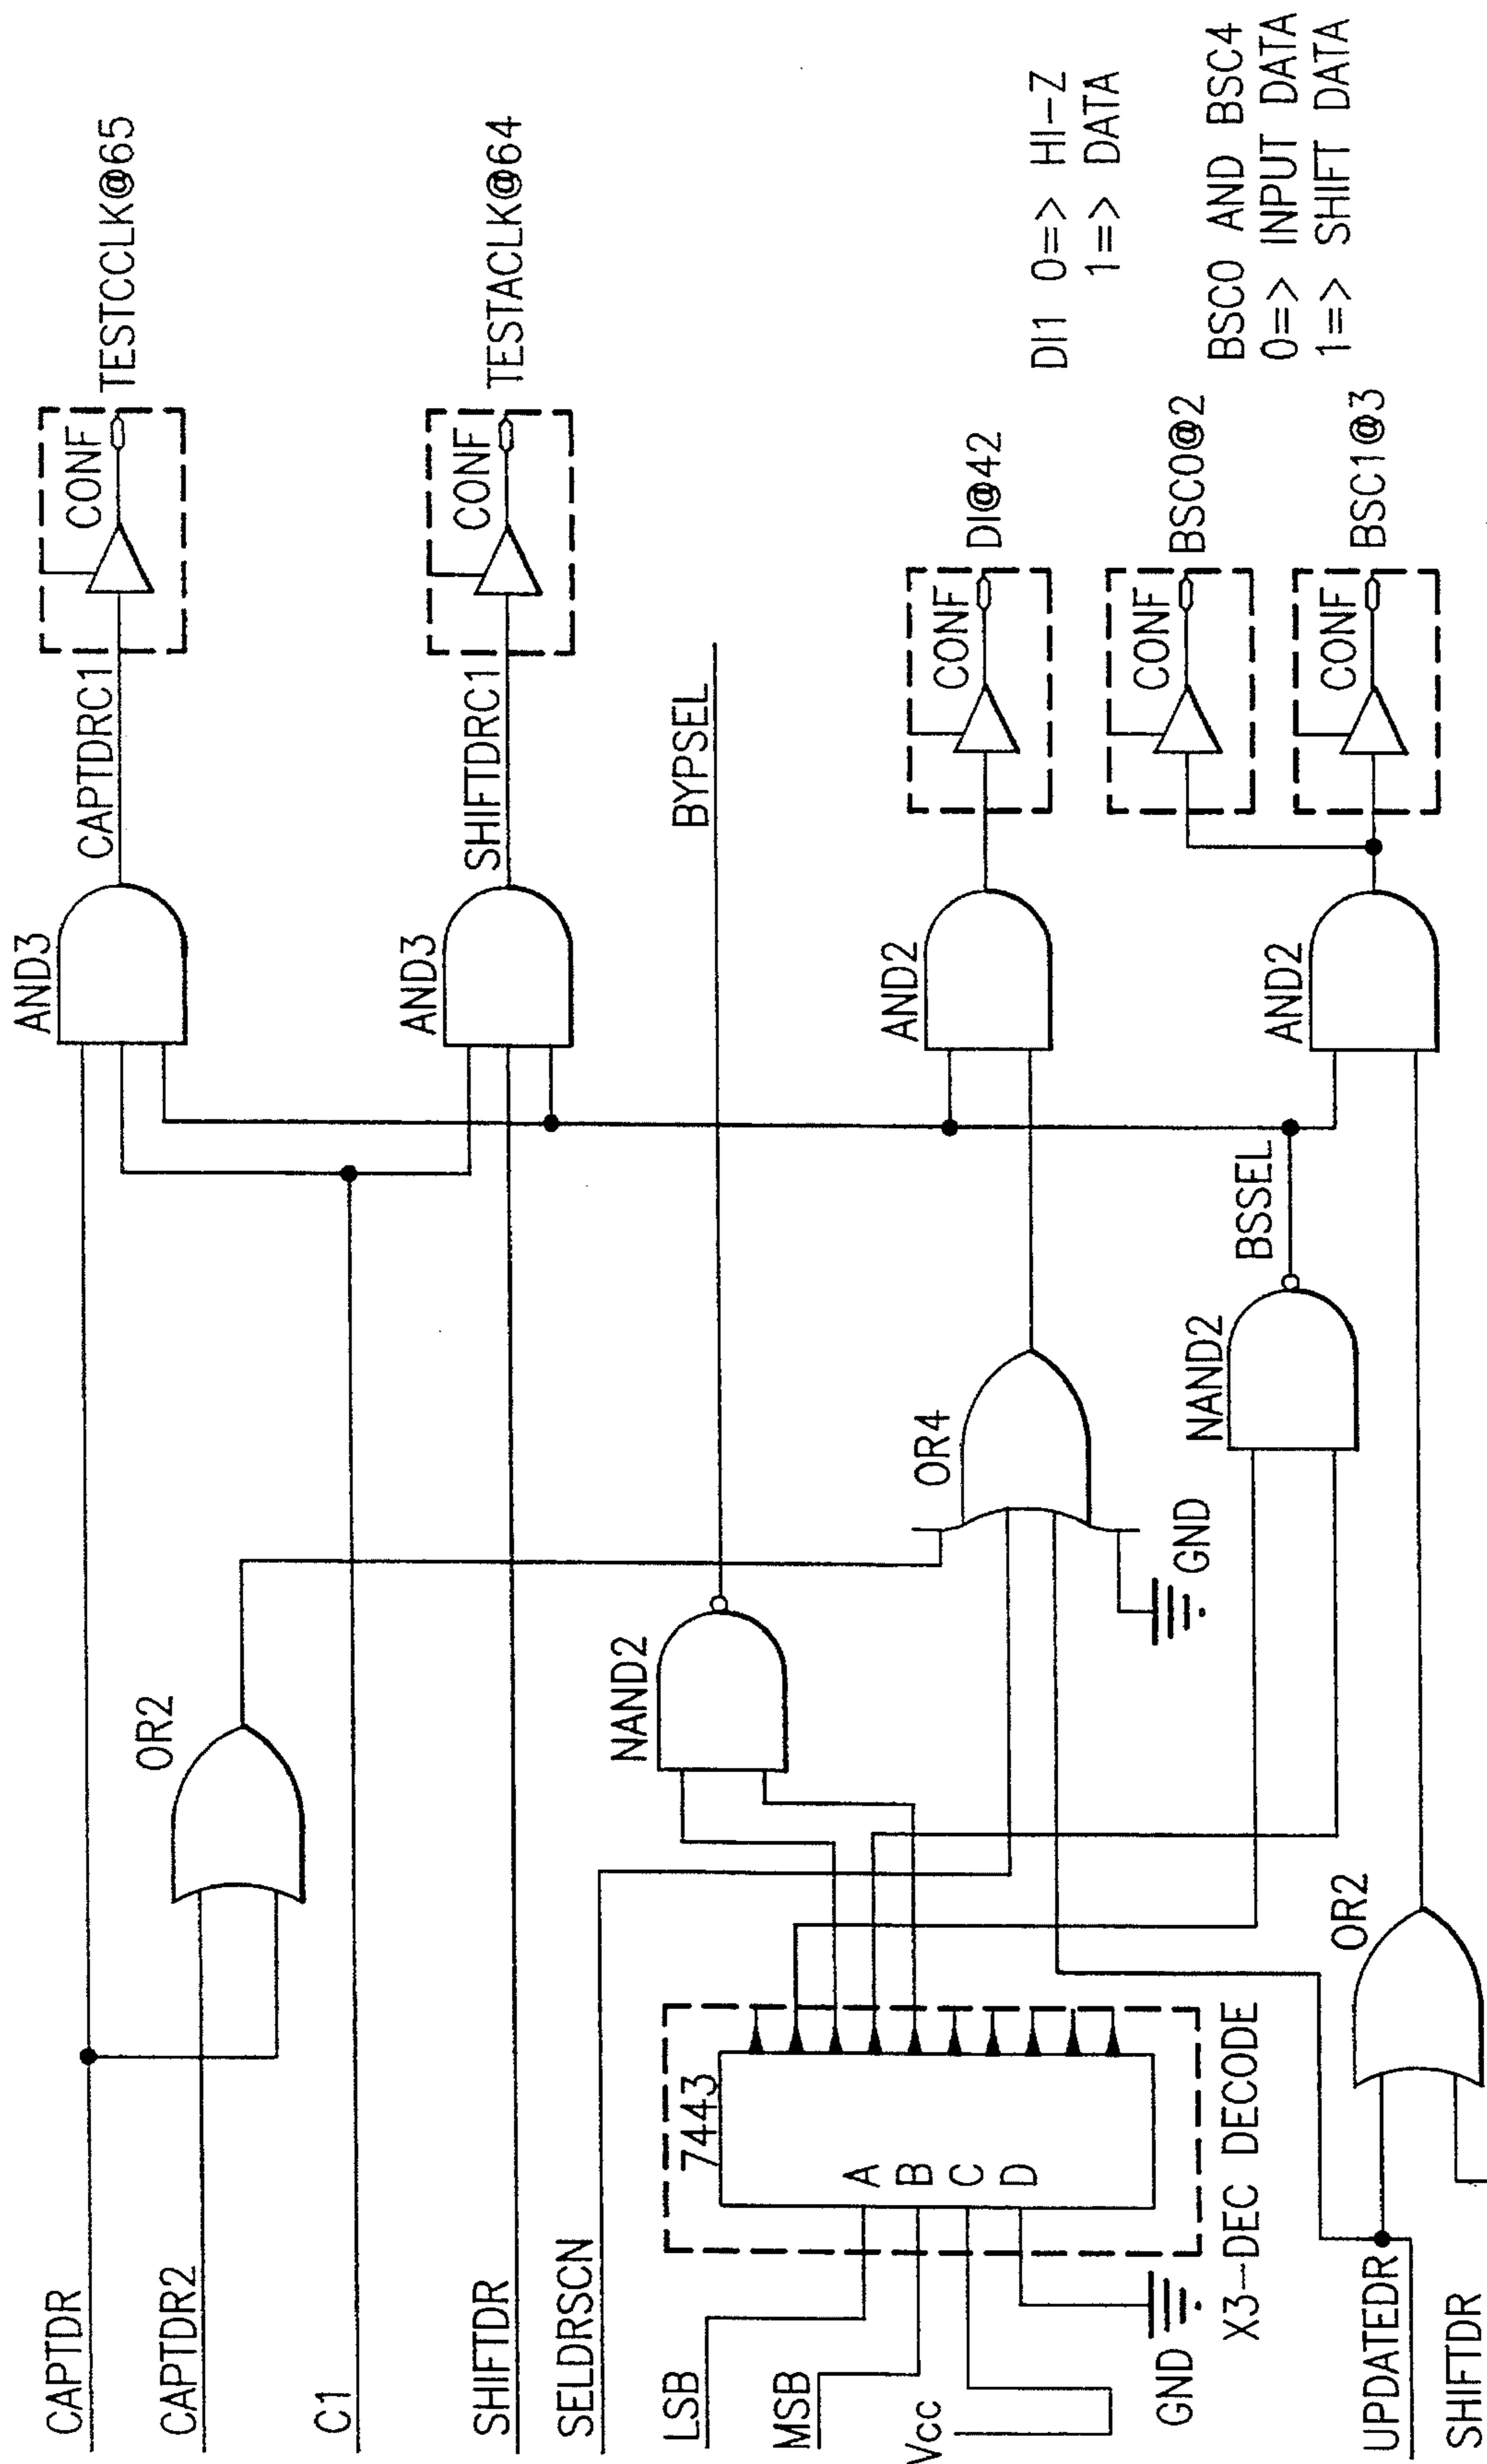 CAPTDR
CAPTDR2
C1
SHIFTDR
SELDRSCN
LSB
MSB
Vcc
GND
UPDATEDR
SHIFTDR
7443
A
B
C
D
X3-DEC DECODE
OR2
OR2
NAND2
OR4
GND
NAND2
BSSEL
AND3
AND3
AND2
AND2
CAPTDRC1
SHIFTDRC1
BYPSEL
CONF
TESTCCLK@65
CONF
TESTACLK@64
CONF
DI@42
CONF
BSC0@2
CONF
BSC1@3
DI1 0=> HI-Z
1=> DATA
BSC0 AND BSC4
0=> INPUT DATA
1=> SHIFT DATA